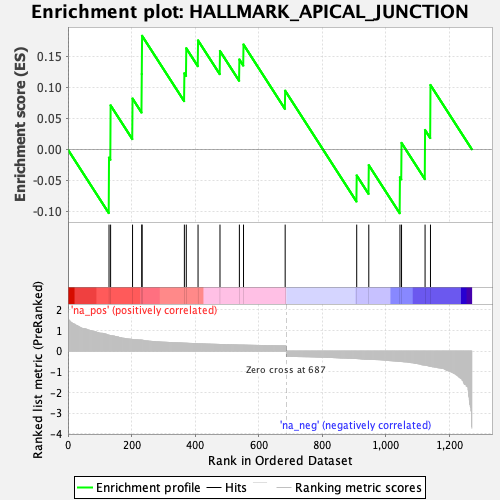 Enrichment plot: HALLMARK_APICAL_JUNCTION
Enrichment score (ES)
0.15
0.10
0.05
0.00
-0.05
-0.10
'na_pos' (positively correlated)
Ranked list metric (PreRanked)
2
1
0
-1
-2
-3
-4
Zero cross at 687
'na_neg' (negatively correlated)
0 200 400 600 800 1,000 1,200
Rank in Ordered Dataset
Enrichment profile Hits Ranking metric scores